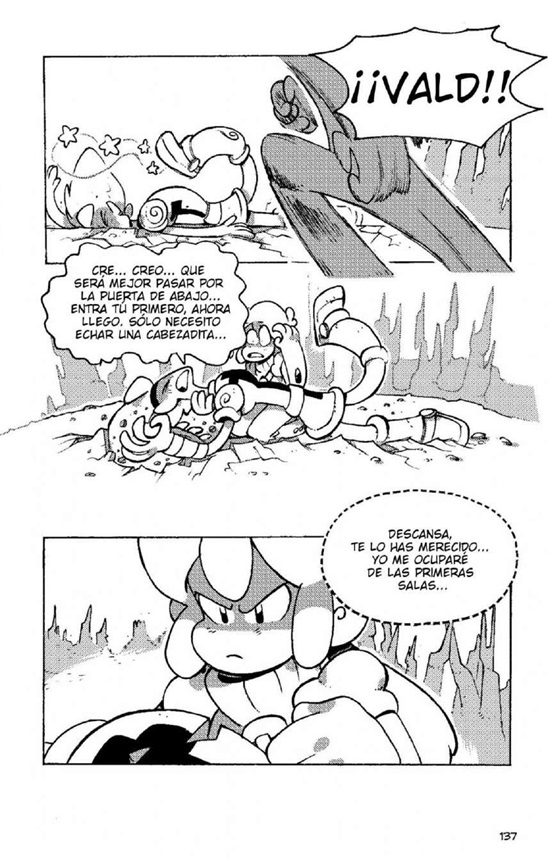 ¡¡VALD!!
CRE... CREO... QUE
SERÁ MEJOR PASAR POR
LA PUERTA DE ABAJO...
ENTRA TÚ PRIMERO, AHORA
LLEGO. SÓLO NECESITO
ECHAR UNA CABEZADITA...
DESCANSA,
TE LO HAS MERECIDO...
YO ME OCUPARÉ
DE LAS PRIMERAS
SALAS...
137